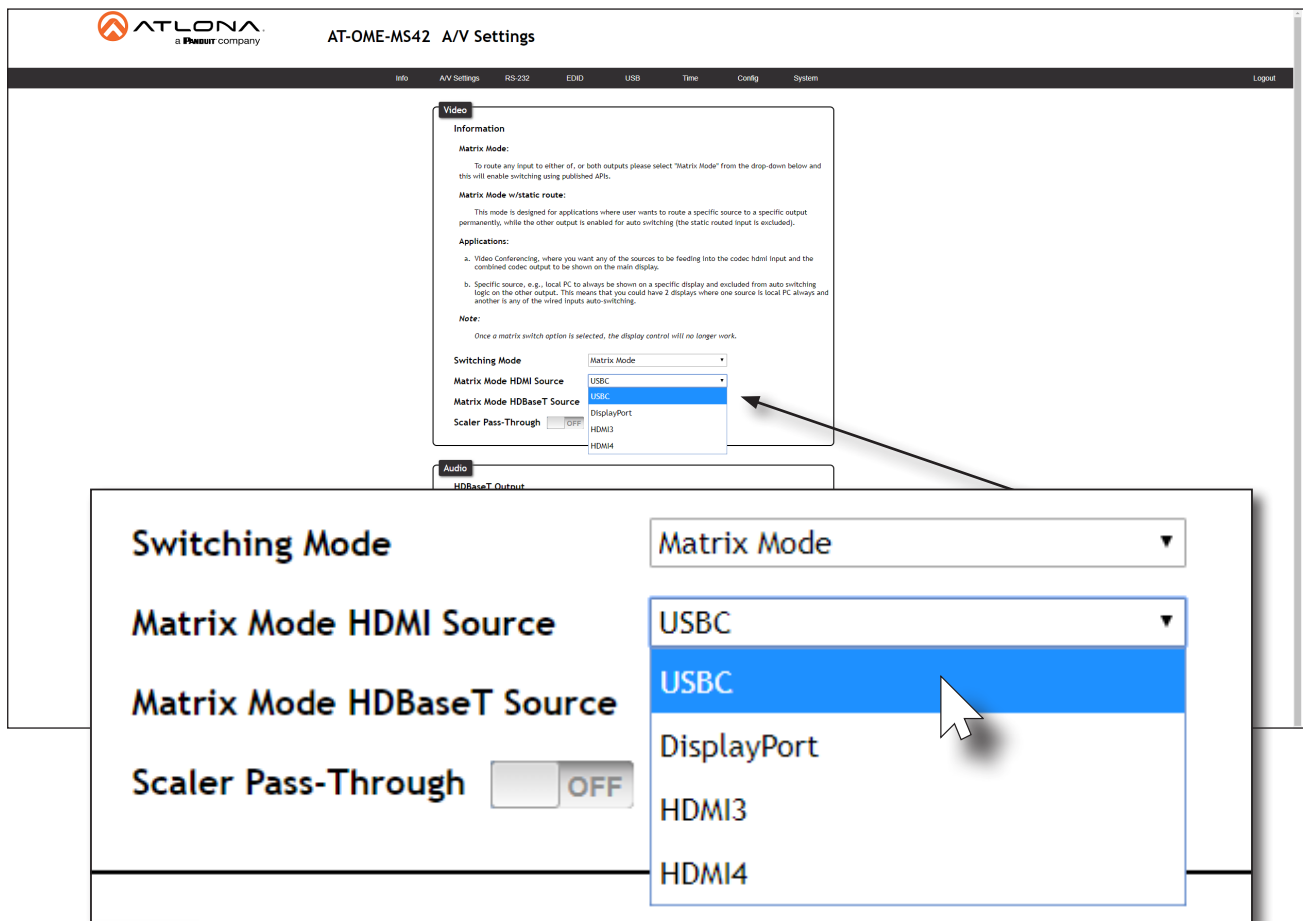 ATLONA.
a PANDUIT company
AT-OME-MS42 A/V Settings
Info A/V Settings RS-232 EDID USB Time Config System Logout
Video
Information
Matrix Mode:
To route any input to either of, or both outputs please select "Matrix Mode" from the drop-down below and
this will enable switching using published APIs.
Matrix Mode w/static route:
This mode is designed for applications where user wants to route a specific source to a specific output
permanently, while the other output is enabled for auto switching (the static routed input is excluded).
Applications:
a. Video Conferencing, where you want any of the sources to be feeding into the codec hdmi input and the
combined codec output to be shown on the main display.
b. Specific source, e.g., local PC to always be shown on a specific display and excluded from auto switching
logic on the other output. This means that you could have 2 displays where one source is local PC always and
another is any of the wired inputs auto-switching.
Note:
Once a matrix switch option is selected, the display control will no longer work.
Switching Mode Matrix Mode
Matrix Mode HDMI Source USBC
USBC
Matrix Mode HDBaseT Source
DisplayPort
Scaler Pass-Through OFF
HDMI3
HDMI4
Audio
HDBaseT Output
Switching Mode Matrix Mode
Matrix Mode HDMI Source USBC
USBC
Matrix Mode HDBaseT Source
DisplayPort
Scaler Pass-Through OFF
HDMI3
HDMI4